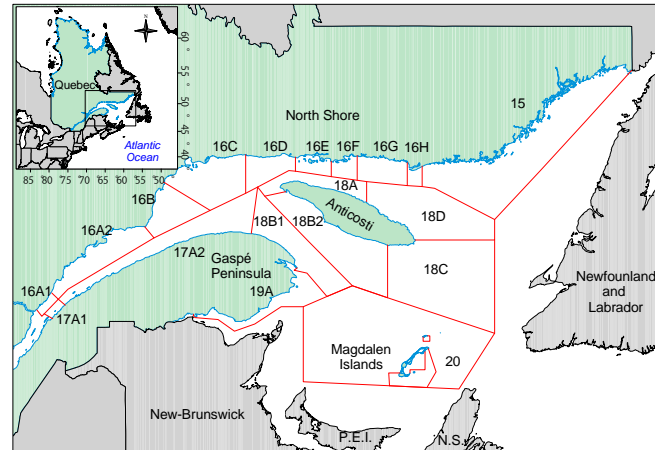 N
60
55
50
45
40
Quebec
Atlantic
Ocean
85 80 75 70 65 60 55 50
North Shore
15
16C
16D
16E
16F
16G
16H
16B
18A
Anticosti
18D
18B1
18B2
16A2
17A2
Gaspé
Peninsula
18C
Newfounland
and
Labrador
16A1
19A
17A1
Magdalen
Islands
20
New-Brunswick
P.E.I.
N.S.